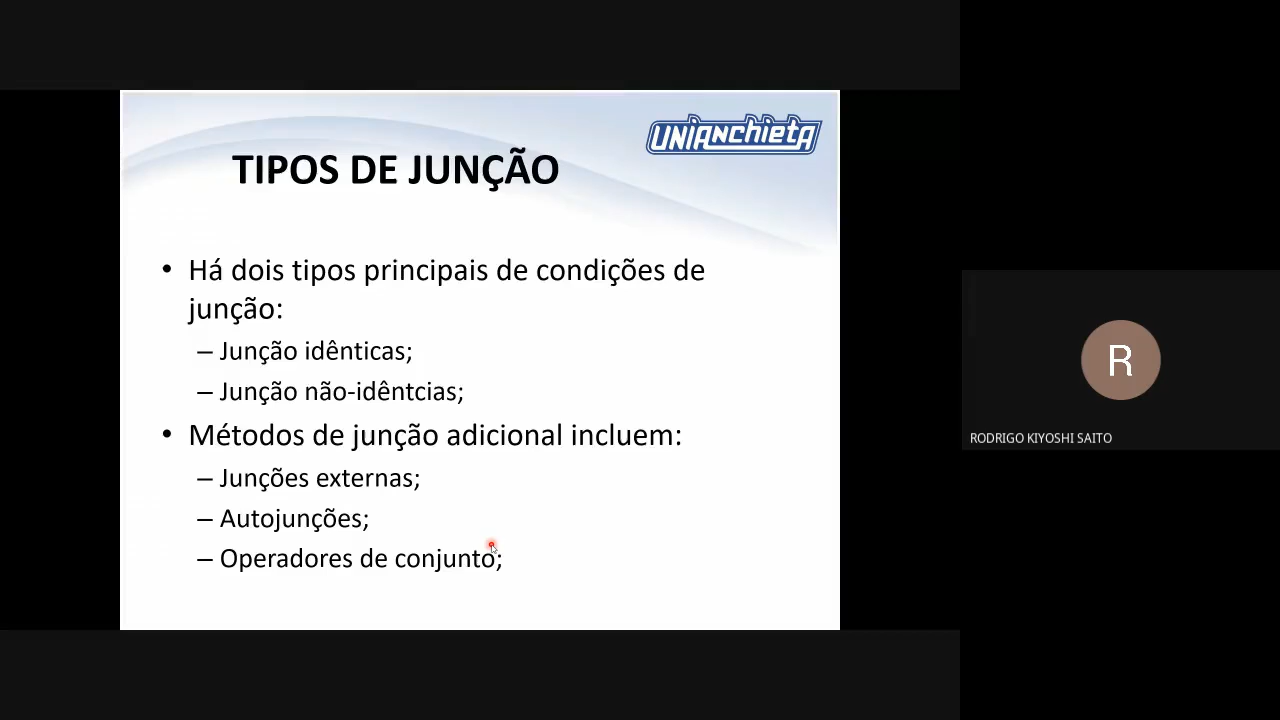 UNIANCHIETA
TIPOS DE JUNÇÃO
• Há dois tipos principais de condições de
junção:
– Junção idênticas;
– Junção não-idêntcias;
• Métodos de junção adicional incluem:
– Junções externas;
– Autojunções;
– Operadores de conjunto;
R
RODRIGO KIYOSHI SAITO